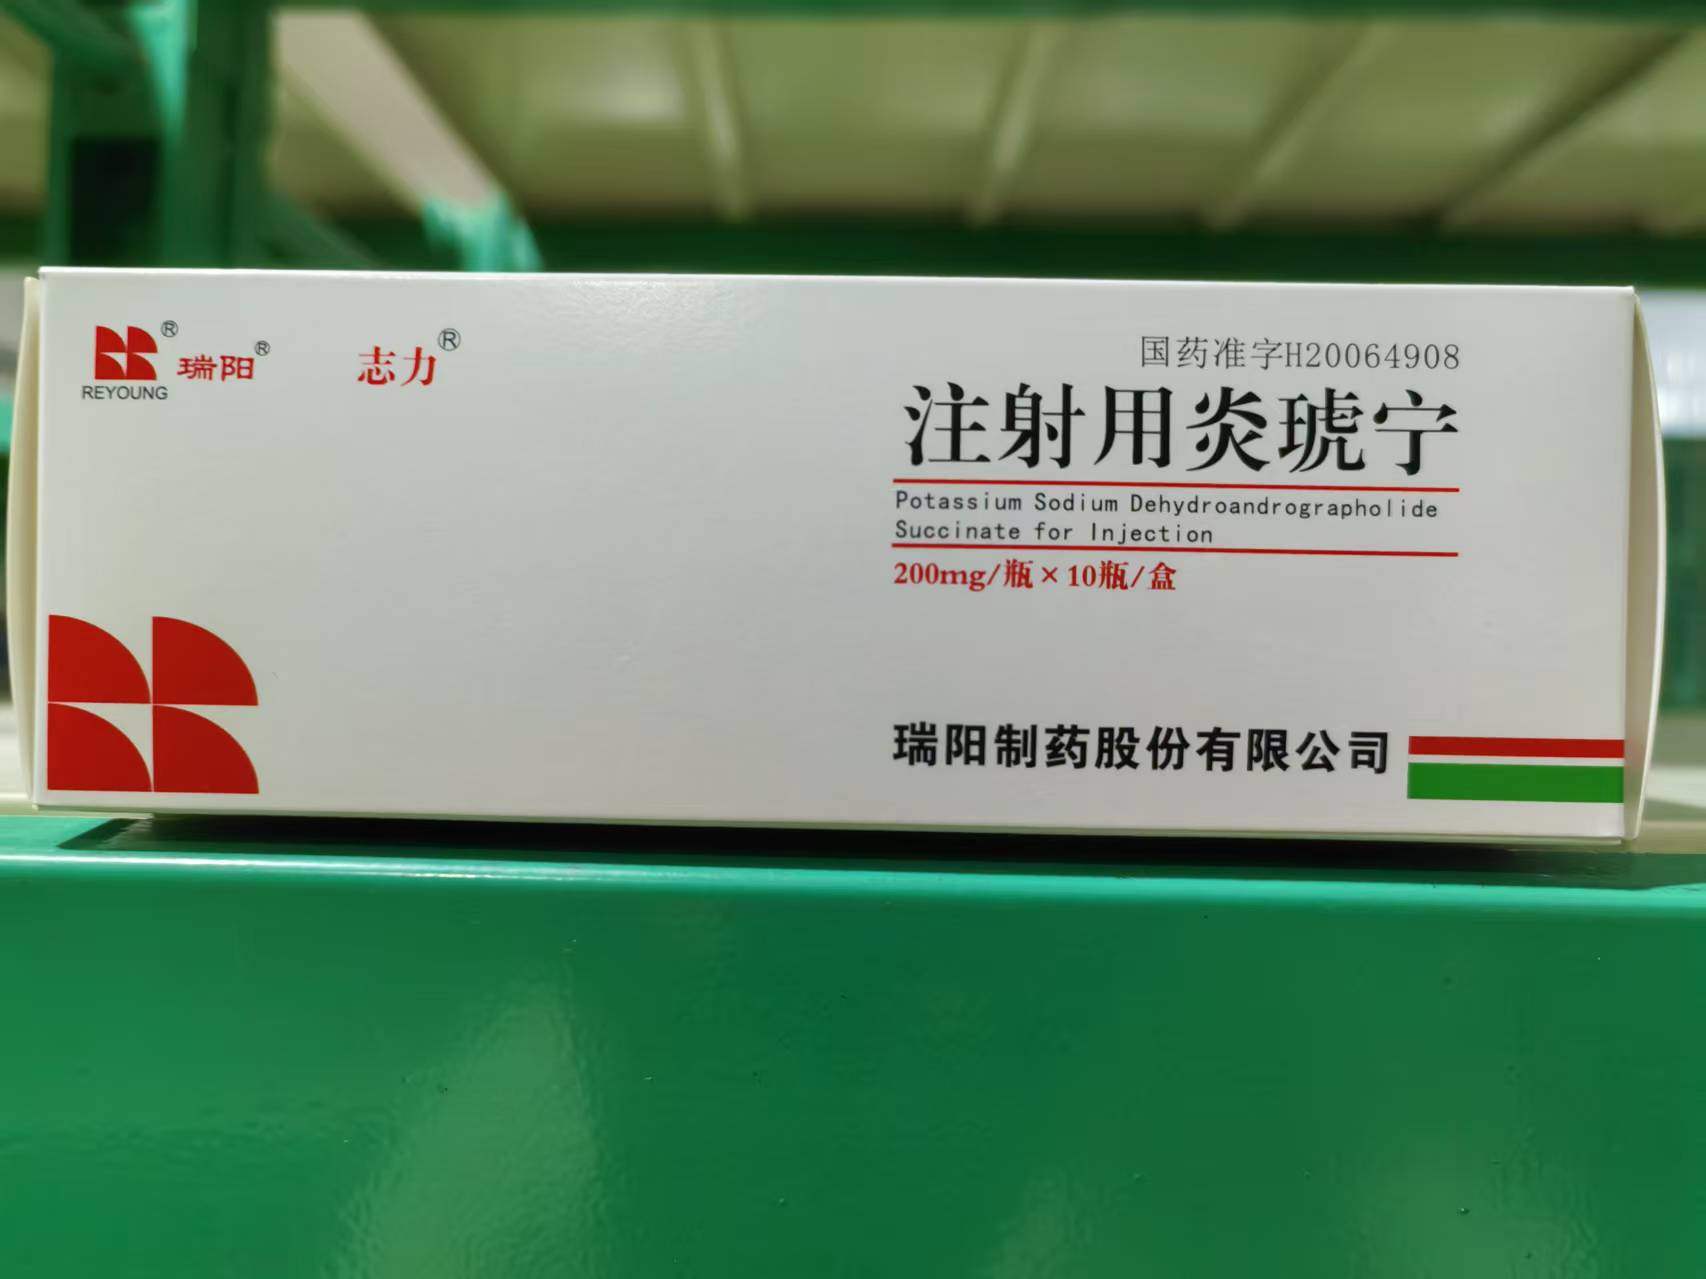 ® 瑞阳® 志力®
REYOUNG
国药准字H20064908
注射用炎琥宁
Potassium Sodium Dehydroandrographolide
Succinate for Injection
200mg/瓶×10瓶/盒
瑞阳制药股份有限公司